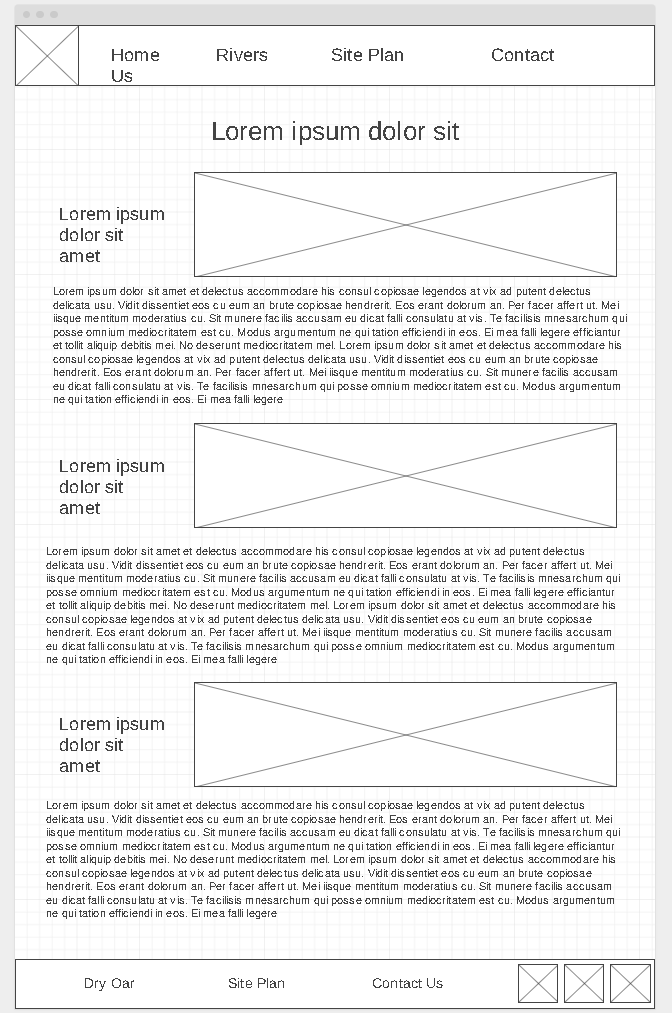 Home Rivers Site Plan Contact
Us
Lorem ipsum dolor sit
Lorem ipsum
dolor sit
amet
Lorem ipsum dolor sit amet et delectus accommodare his consul copiosae legendos at vix ad putent delectus
delicata usu. Vidit dissentiet eos cu eum an brute copiosae hendrerit. Eos erant dolorum an. Per facer affert ut. Mei
iisque mentitum moderatius cu. Sit munere facilis accusam eu dicat falli consulatu at vis. Te facilisis mnesarchum qui
posse omnium mediocritatem est cu. Modus argumentum ne qui tation efficiendi in eos. Ei mea falli legere efficiantur
et tollit aliquip debitis mei. No deserunt mediocritatem mel. Lorem ipsum dolor sit amet et delectus accommodare his
consul copiosae legendos at vix ad putent delectus delicata usu. Vidit dissentiet eos cu eum an brute copiosae
hendrerit. Eos erant dolorum an. Per facer affert ut. Mei iisque mentitum moderatius cu. Sit munere facilis accusam
eu dicat falli consulatu at vis. Te facilisis mnesarchum qui posse omnium mediocritatem est cu. Modus argumentum
ne qui tation efficiendi in eos. Ei mea falli legere
Lorem ipsum
dolor sit
amet
Lorem ipsum dolor sit amet et delectus accommodare his consul copiosae legendos at vix ad putent delectus
delicata usu. Vidit dissentiet eos cu eum an brute copiosae hendrerit. Eos erant dolorum an. Per facer affert ut. Mei
iisque mentitum moderatius cu. Sit munere facilis accusam eu dicat falli consulatu at vis. Te facilisis mnesarchum qui
posse omnium mediocritatem est cu. Modus argumentum ne qui tation efficiendi in eos. Ei mea falli legere efficiantur
et tollit aliquip debitis mei. No deserunt mediocritatem mel. Lorem ipsum dolor sit amet et delectus accommodare his
consul copiosae legendos at vix ad putent delectus delicata usu. Vidit dissentiet eos cu eum an brute copiosae
hendrerit. Eos erant dolorum an. Per facer affert ut. Mei iisque mentitum moderatius cu. Sit munere facilis accusam
eu dicat falli consulatu at vis. Te facilisis mnesarchum qui posse omnium mediocritatem est cu. Modus argumentum
ne qui tation efficiendi in eos. Ei mea falli legere
Lorem ipsum
dolor sit
amet
Lorem ipsum dolor sit amet et delectus accommodare his consul copiosae legendos at vix ad putent delectus
delicata usu. Vidit dissentiet eos cu eum an brute copiosae hendrerit. Eos erant dolorum an. Per facer affert ut. Mei
iisque mentitum moderatius cu. Sit munere facilis accusam eu dicat falli consulatu at vis. Te facilisis mnesarchum qui
posse omnium mediocritatem est cu. Modus argumentum ne qui tation efficiendi in eos. Ei mea falli legere efficiantur
et tollit aliquip debitis mei. No deserunt mediocritatem mel. Lorem ipsum dolor sit amet et delectus accommodare his
consul copiosae legendos at vix ad putent delectus delicata usu. Vidit dissentiet eos cu eum an brute copiosae
hendrerit. Eos erant dolorum an. Per facer affert ut. Mei iisque mentitum moderatius cu. Sit munere facilis accusam
eu dicat falli consulatu at vis. Te facilisis mnesarchum qui posse omnium mediocritatem est cu. Modus argumentum
ne qui tation efficiendi in eos. Ei mea falli legere
Dry Oar Site Plan Contact Us